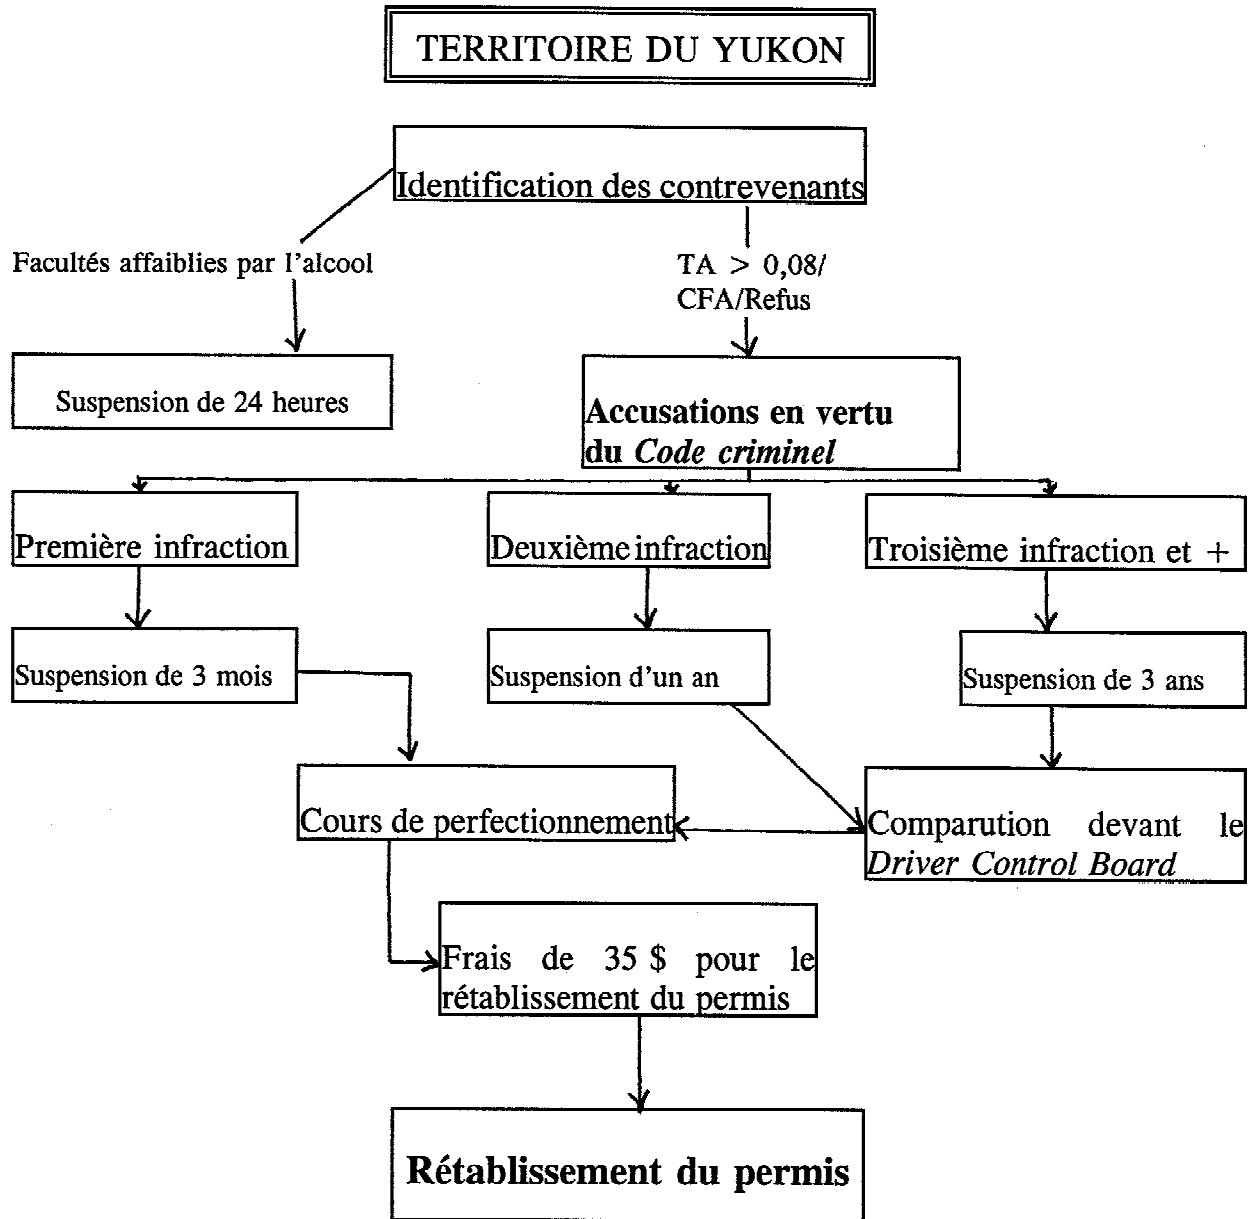 TERRITOIRE DU YUKON
Identification des contrevenants
Facultés affaiblies par l'alcool
TA > 0,08/
CFA/Refus
Suspension de 24 heures
Accusations en vertu
du Code criminel
Première infraction
Deuxième infraction
Troisième infraction et +
Suspension de 3 mois
Suspension d'un an
Suspension de 3 ans
Cours de perfectionnement
Comparution devant le
Driver Control Board
Frais de 35 $ pour le
rétablissement du permis
Rétablissement du permis